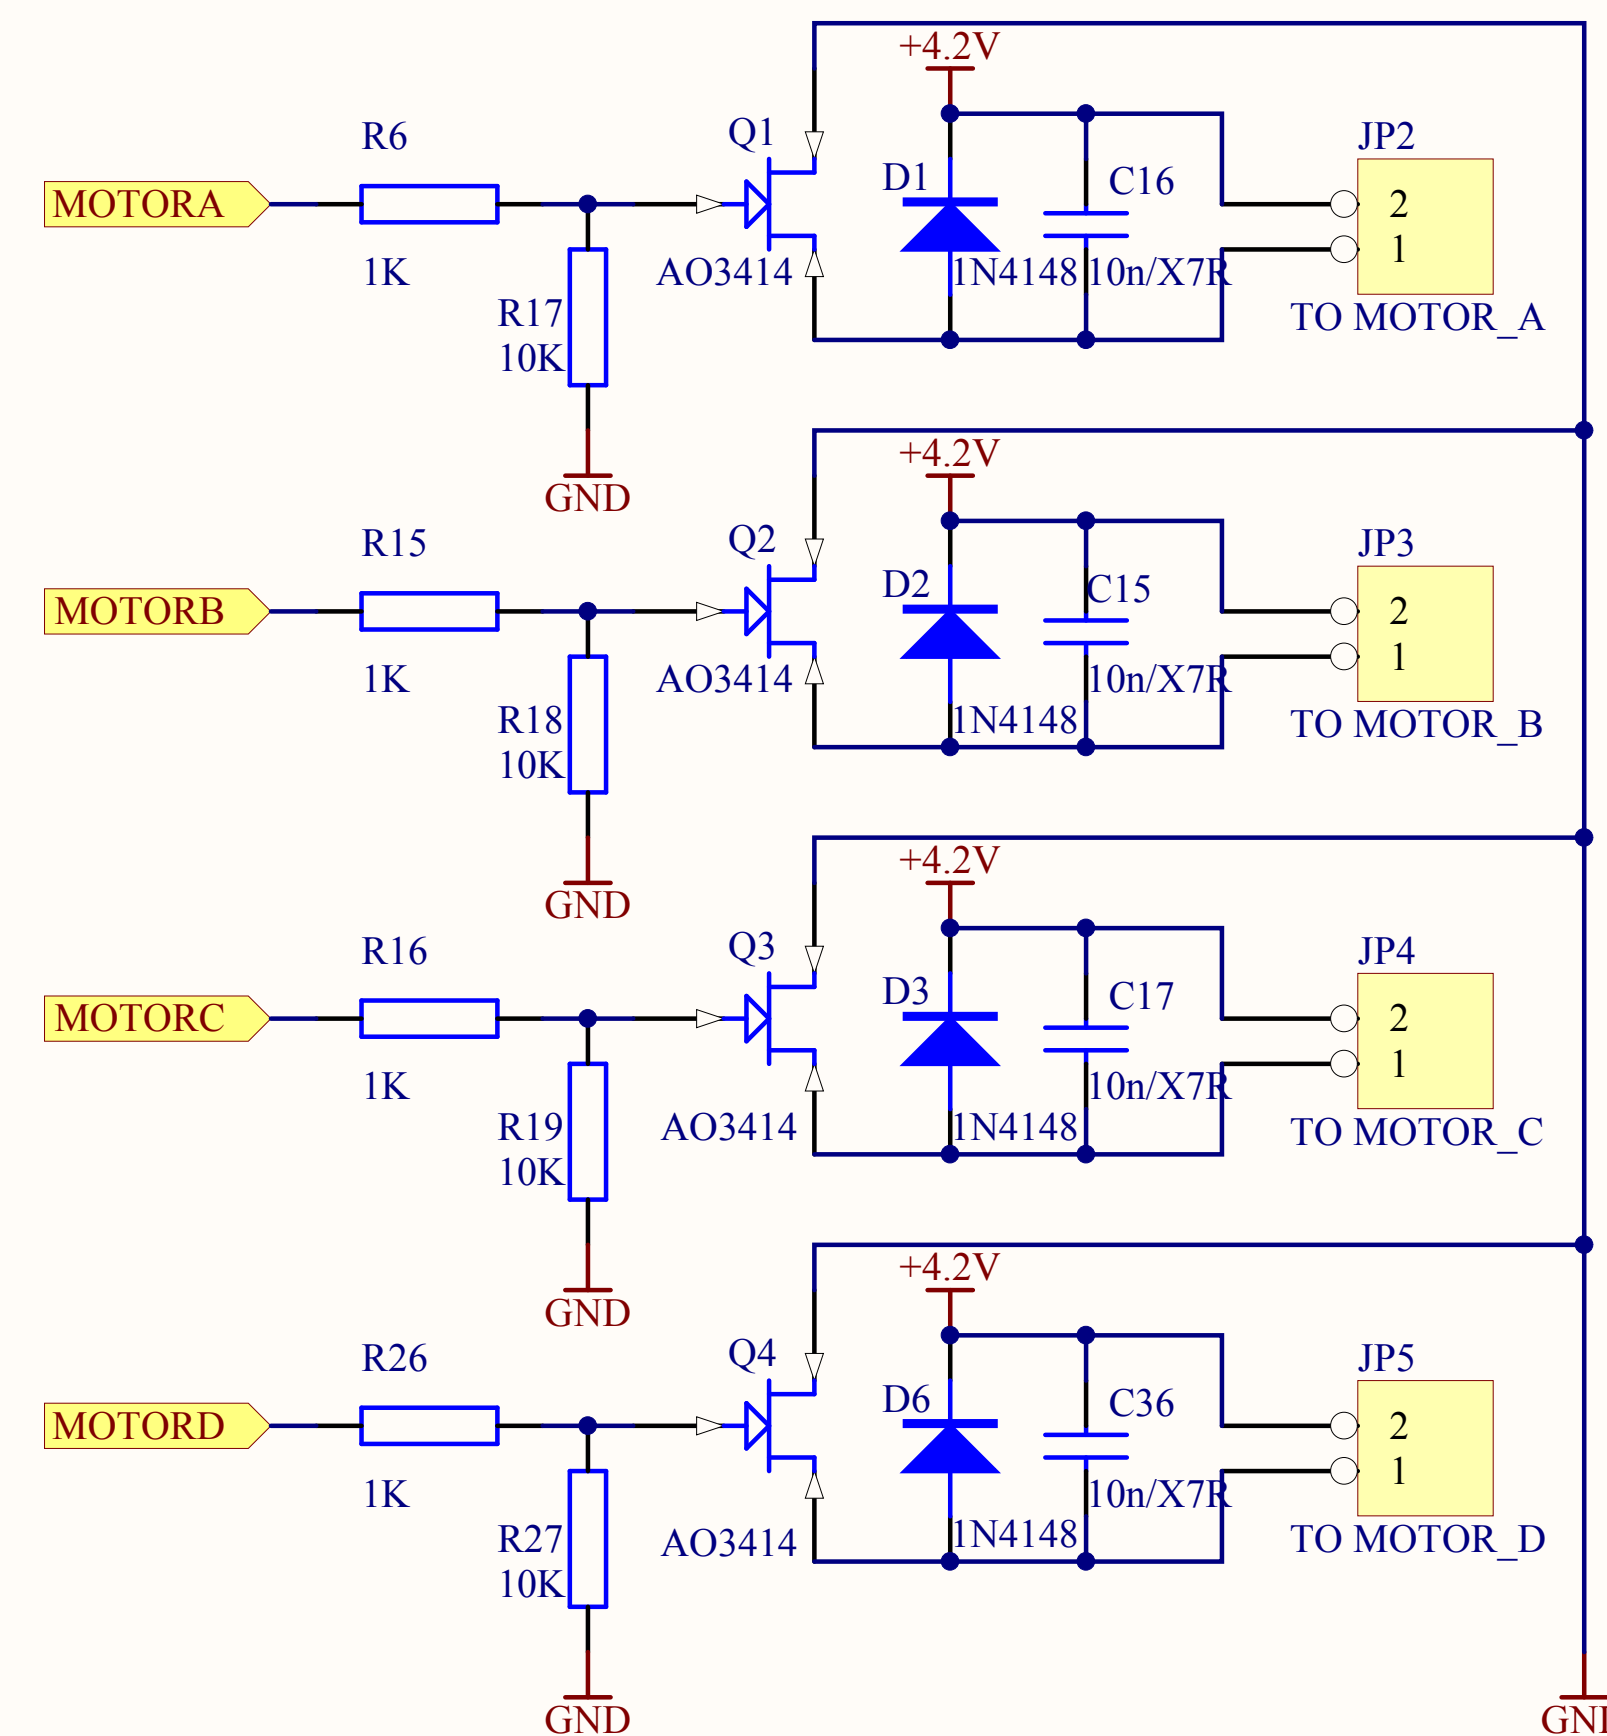 +4.2V
R6
Q1
JP2
MOTORA
D1
C16
2
1
1K
AO3414
1N4148
10n/X7R
R17
10K
TO MOTOR_A
GND
+4.2V
R15
Q2
JP3
MOTORB
D2
C15
2
1
1K
AO3414
10n/X7R
R18
10K
1N4148
TO MOTOR_B
GND
+4.2V
R16
Q3
JP4
MOTORC
D3
C17
2
1
1K
10n/X7R
R19
10K
AO3414
1N4148
TO MOTOR_C
GND
+4.2V
R26
Q4
JP5
MOTORD
D6
C36
2
1
1K
10n/X7R
R27
10K
AO3414
1N4148
TO MOTOR_D
GND